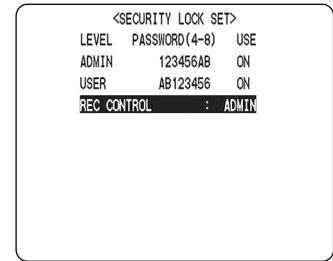 <SECURITY LOCK SET>
LEVEL PASSWORD(4-8) USE
ADMIN 123456AB ON
USER AB123456 ON
REC CONTROL : ADMIN